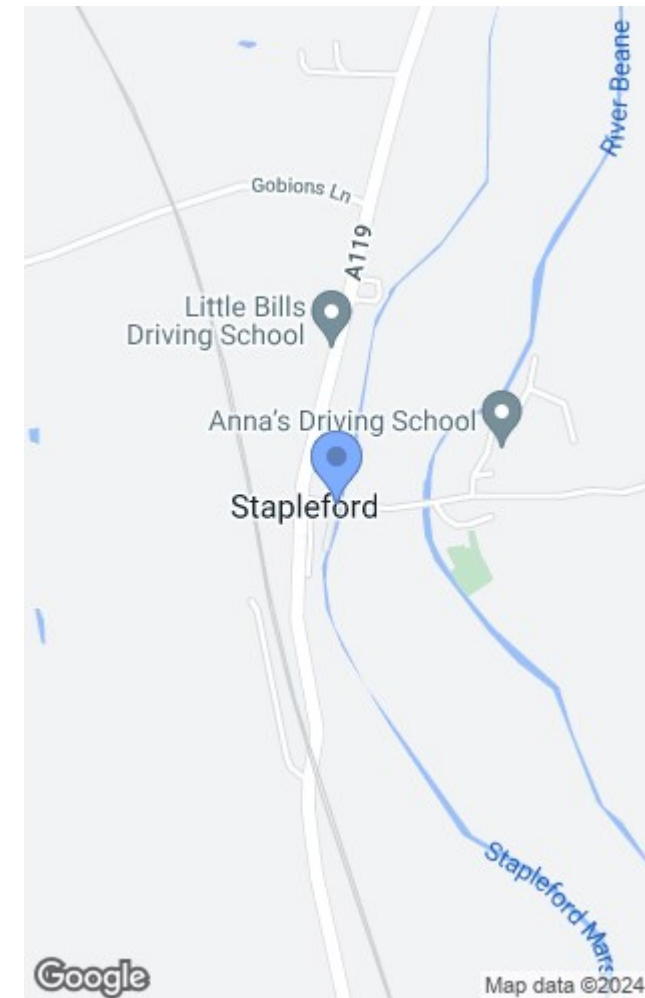 River Beane
Gobions Ln
A119
Little Bills
Driving School
Anna's Driving School
Stapleford
Stapleford Mars
Google
Map data ©2024